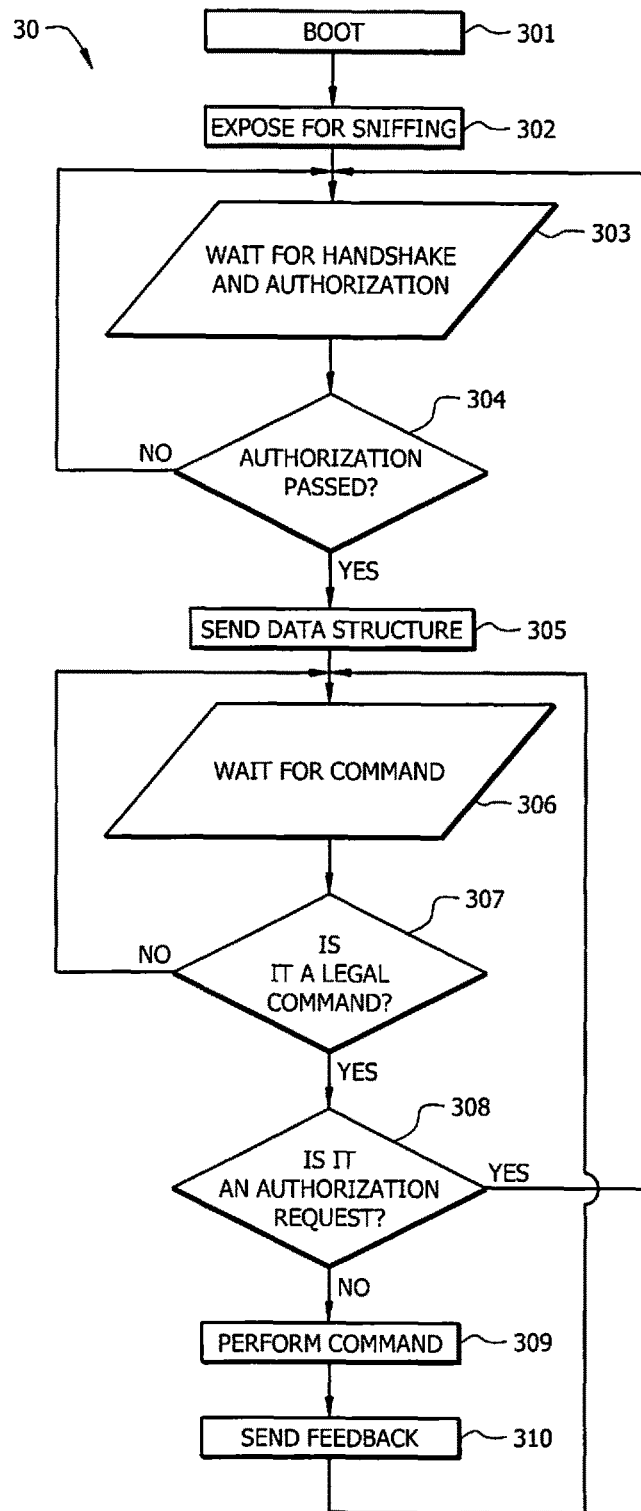 30
BOOT
301
EXPOSE FOR SNIFFING
302
WAIT FOR HANDSHAKE
AND AUTHORIZATION
303
304
NO
AUTHORIZATION
PASSED?
YES
SEND DATA STRUCTURE
305
WAIT FOR COMMAND
306
307
NO
IS
IT A LEGAL
COMMAND?
YES
308
IS IT
AN AUTHORIZATION
REQUEST?
YES
NO
PERFORM COMMAND
309
SEND FEEDBACK
310